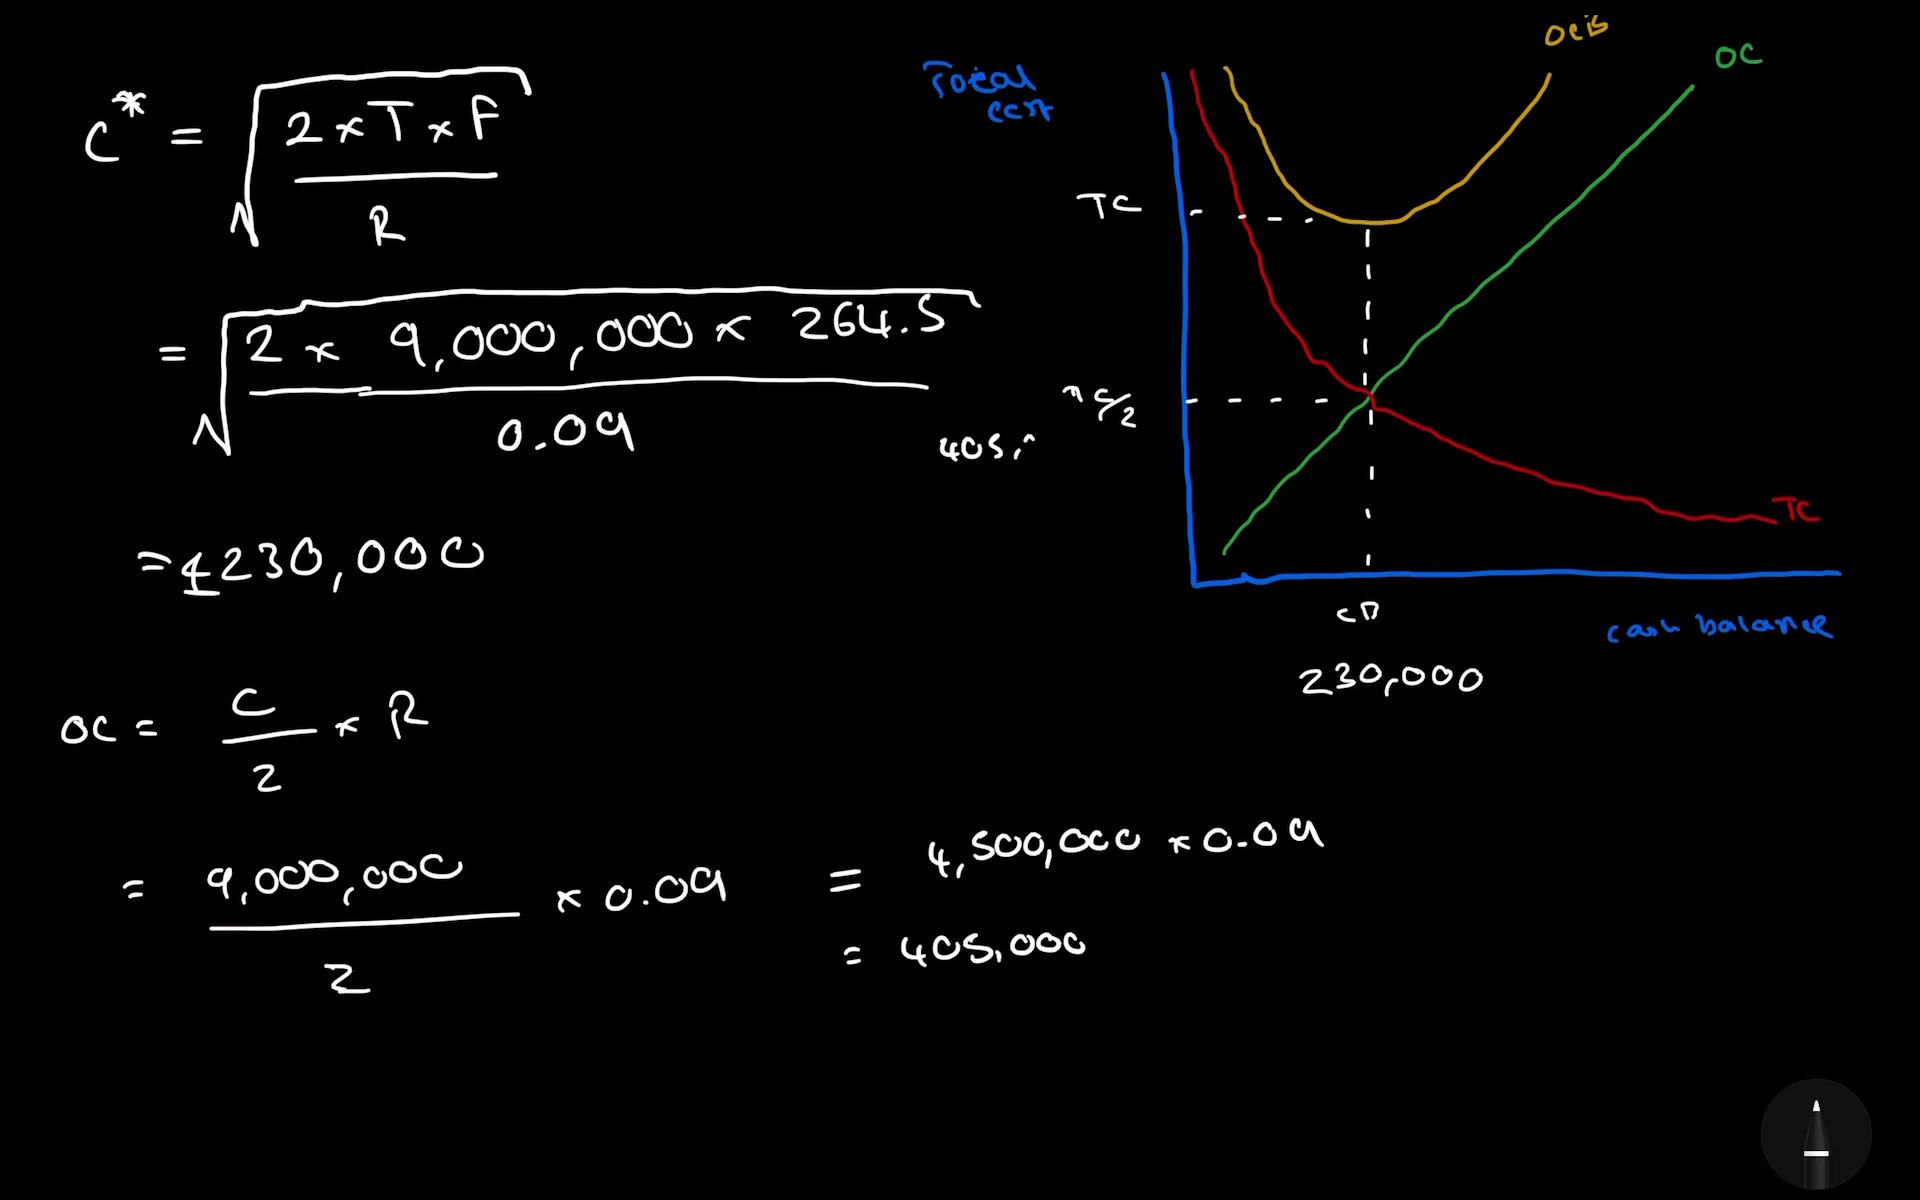 C* = √ 2 × T × F
R
= √ 2 × 9,000,000 × 264.5
0.09
= £230,000
OC = C × R
2
= 9,000,000 × 0.09
2
= 4,500,000 × 0.09
= 405,000
405,
Total
cost
TC
TC/2
OC
TC
cash balance
230,000